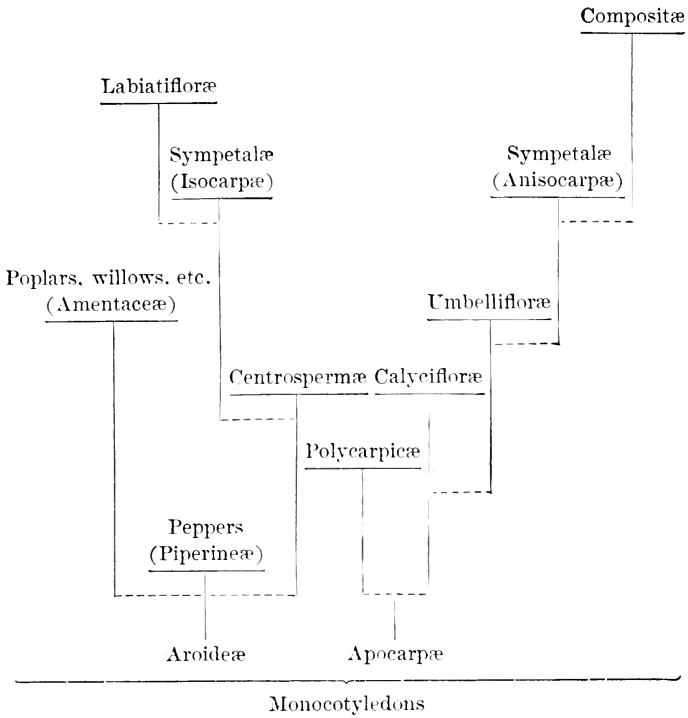 Compositæ
Labiatifloræ
Sympetalæ
(Isocarpæ)
Sympetalæ
(Anisocarpæ)
Poplars, willows, etc.
(Amentaceæ)
Umbellifloræ
Centrospermæ
Calycifloræ
Polycarpicæ
Peppers
(Piperineæ)
Aroideæ
Apocarpæ
Monocotyledons